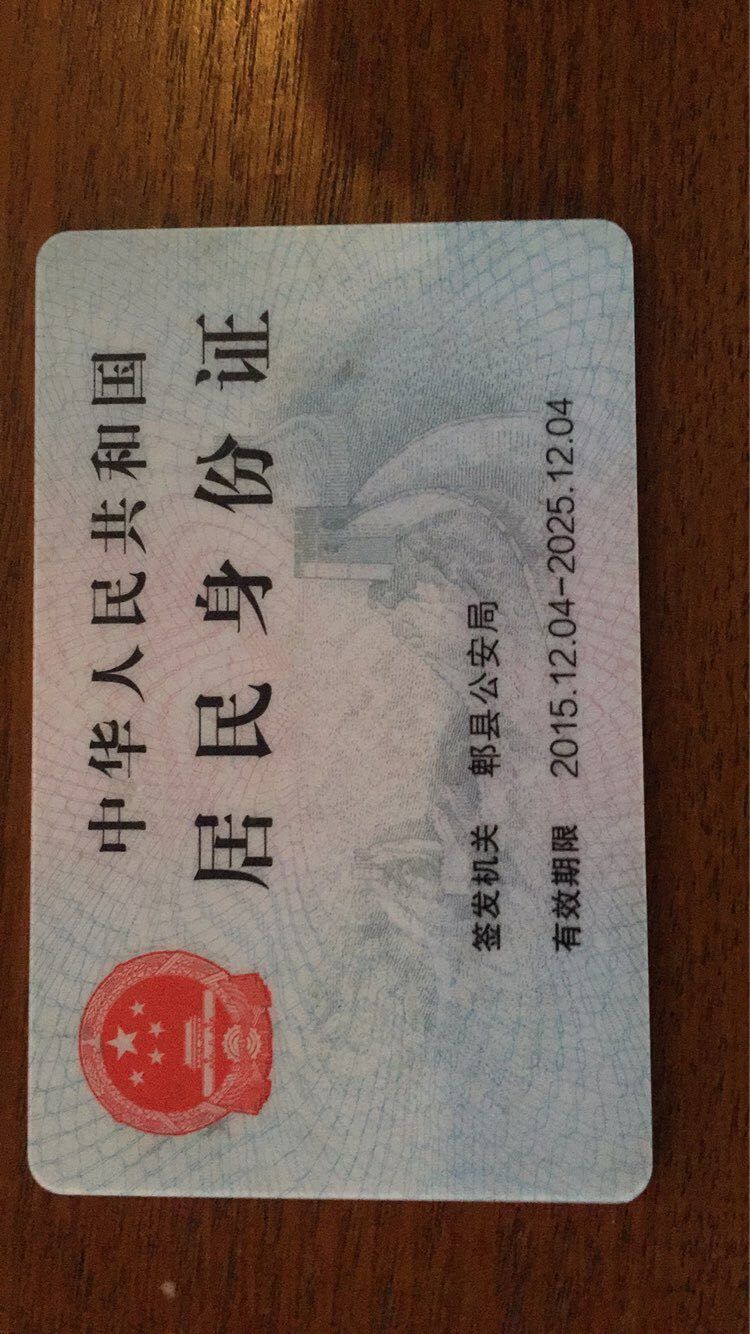 中华人民共和国
居民身份证
签发机关 郫县公安局
有效期限 2015.12.04-2025.12.04